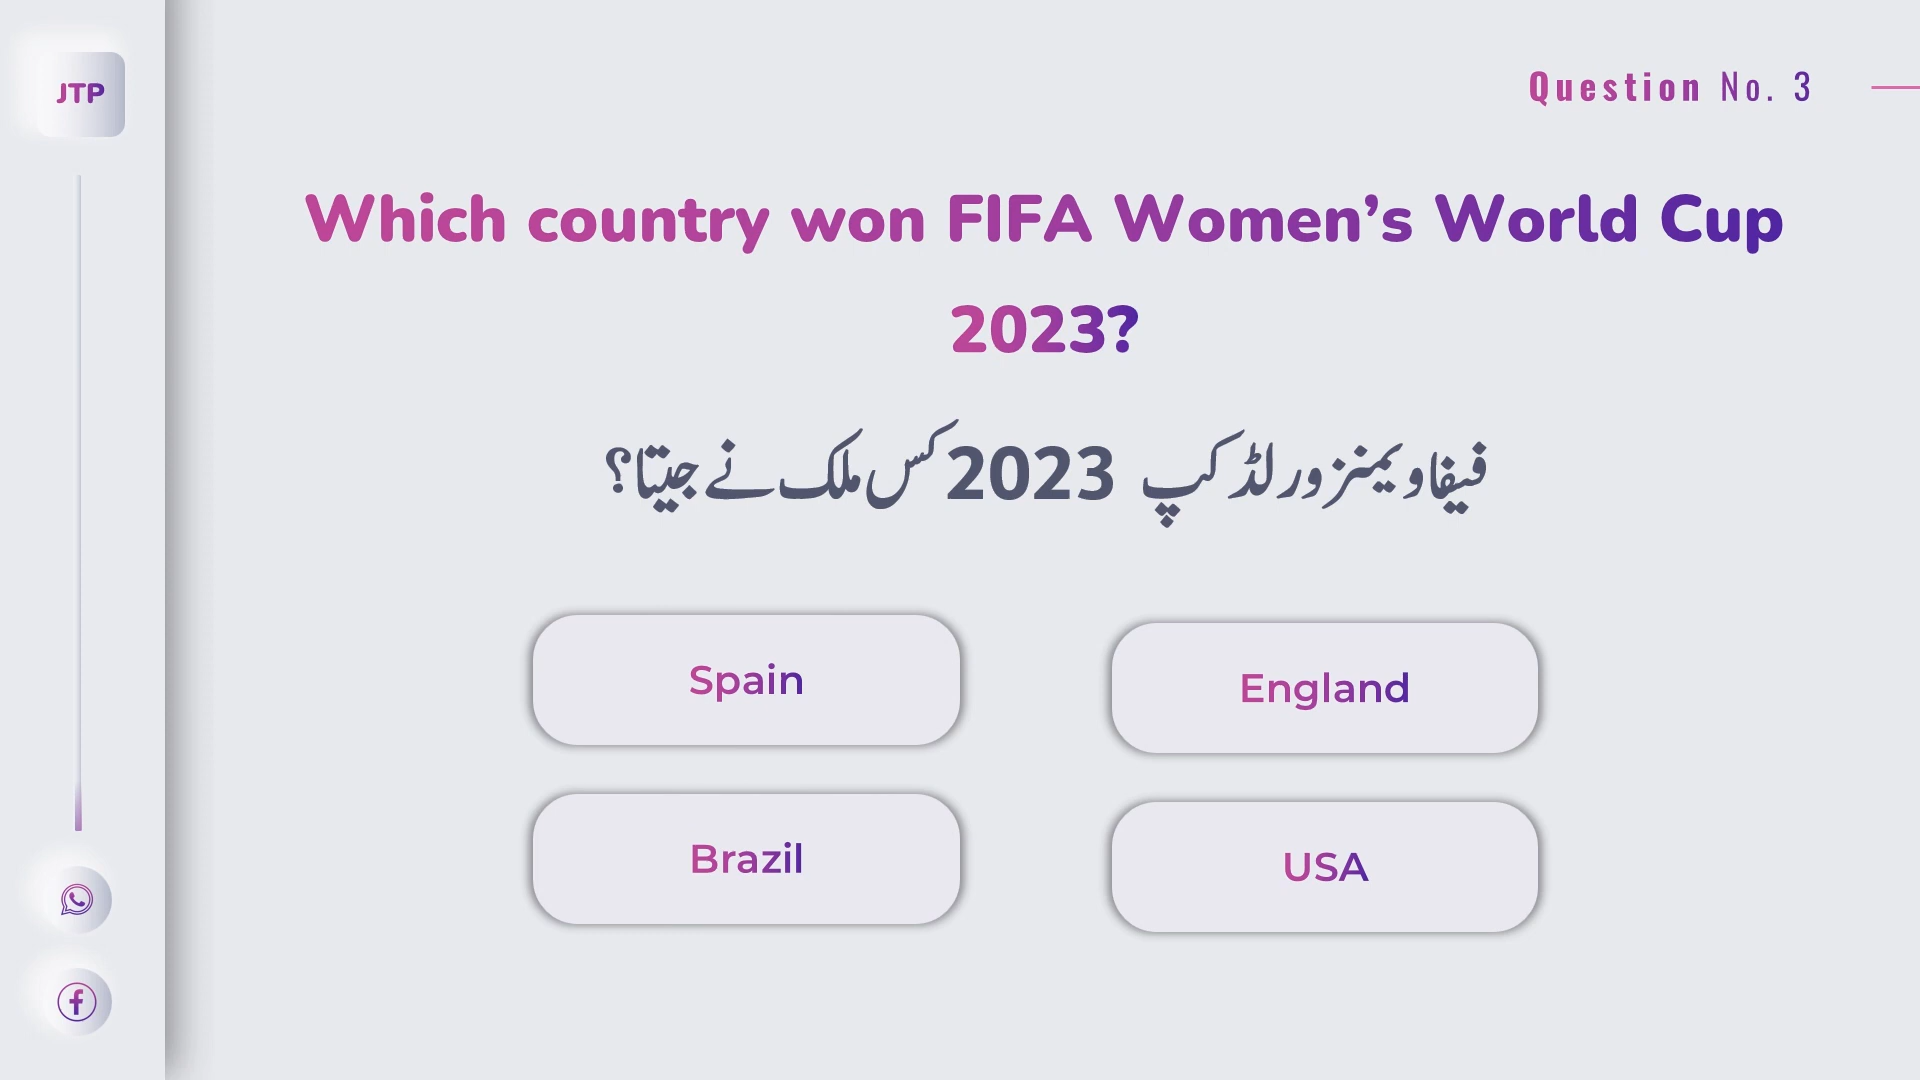 JTP
Question No. 3
Which country won FIFA Women’s World Cup
2023?
فیفا ویمنز ورلڈ کپ 2023 کس ملک نے جیتا؟
Spain
England
Brazil
USA